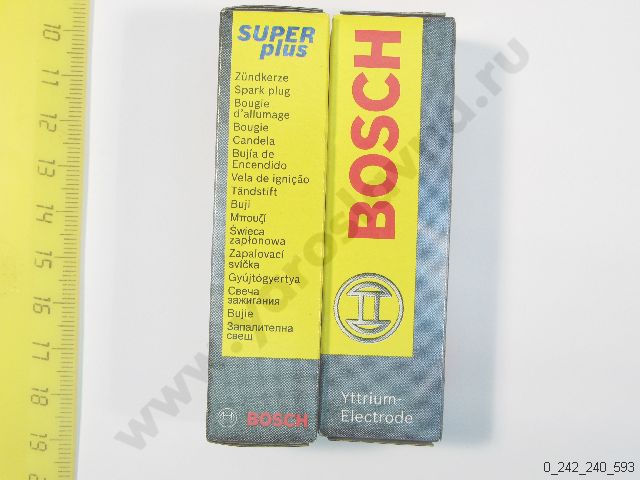 SUPER
plus
Zündkerze
Spark plug
Bougie
d'allumage
Bougie
Candela
Bujía de
Encendido
Vela de ignição
Tändstift
Buji
Μπουζί
Świeca
zapłonowa
Zapalovací
svíčka
Gyújtógyertya
Свеча
зажигания
Bujie
Запалителна
свещ
BOSCH
BOSCH
Yttrium-
Electrode
10
11
12
13
14
15
16
17
18
19
0_242_240_593